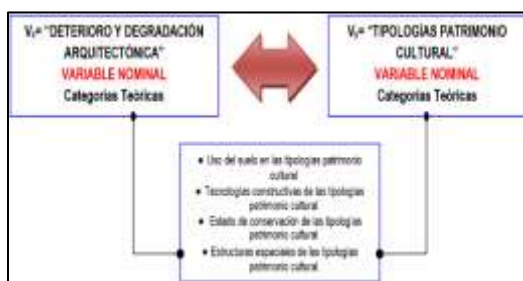 V₁= “DETERIORO Y DEGRADACIÓN
ARQUITECTÓNICA”
VARIABLE NOMINAL
Categorías Teóricas
V₂= “TIPOLOGÍAS PATRIMONIO
CULTURAL”
VARIABLE NOMINAL
Categorías Teóricas
● Uso del suelo en las tipologías patrimonio
cultural
● Tecnologías constructivas de las tipologías
patrimonio cultural
● Estado de conservación de las tipologías
patrimonio cultural
● Estructuras espaciales de las tipologías
patrimonio cultural